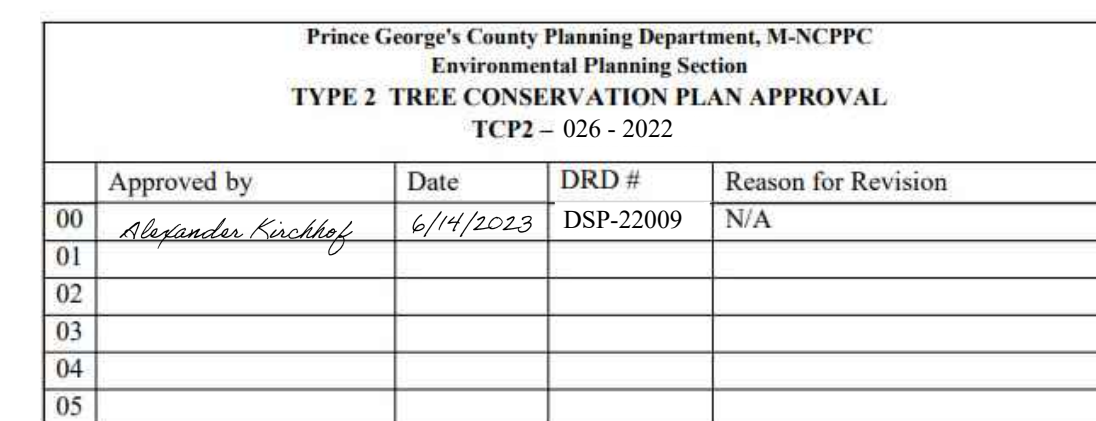 Prince George's County Planning Department, M-NCPPC
Environmental Planning Section
TYPE 2 TREE CONSERVATION PLAN APPROVAL
TCP2 – 026 - 2022
Approved by Date DRD # Reason for Revision
00 Alexander Kirchhof 6/14/2023 DSP-22009 N/A
01
02
03
04
05